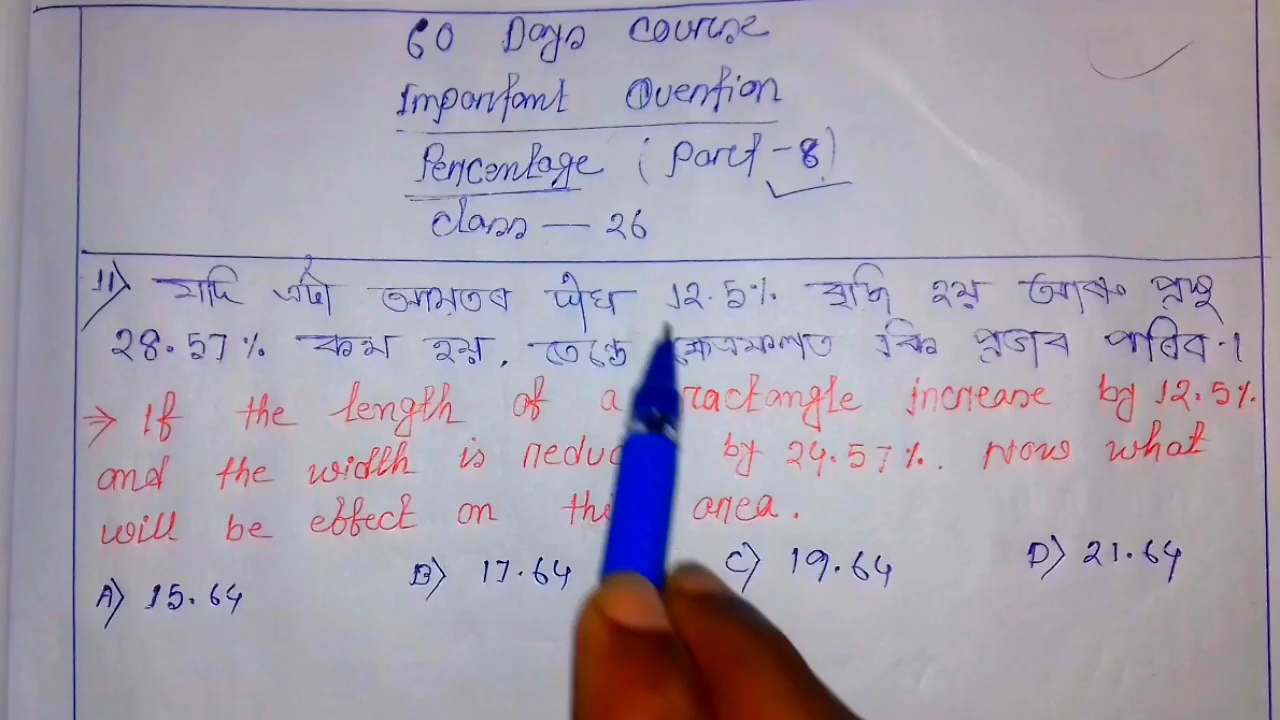 60 Days course
Important Question
Percentage (Part-8)
class — 26
11) যদি এটা আয়তৰ দীঘ 12.5% বৃদ্ধি হয় আৰু প্ৰস্থ
28.57% কম হয়, তেন্তে ক্ষেত্ৰফলত কি প্ৰভাৱ পৰিব.।
⇒ If the length of a ractangle increase by 12.5%
and the width is by 24.57%. Now what
will be effect on area.
A) 15.64 B) 17.64 C) 19.64 D) 21.64